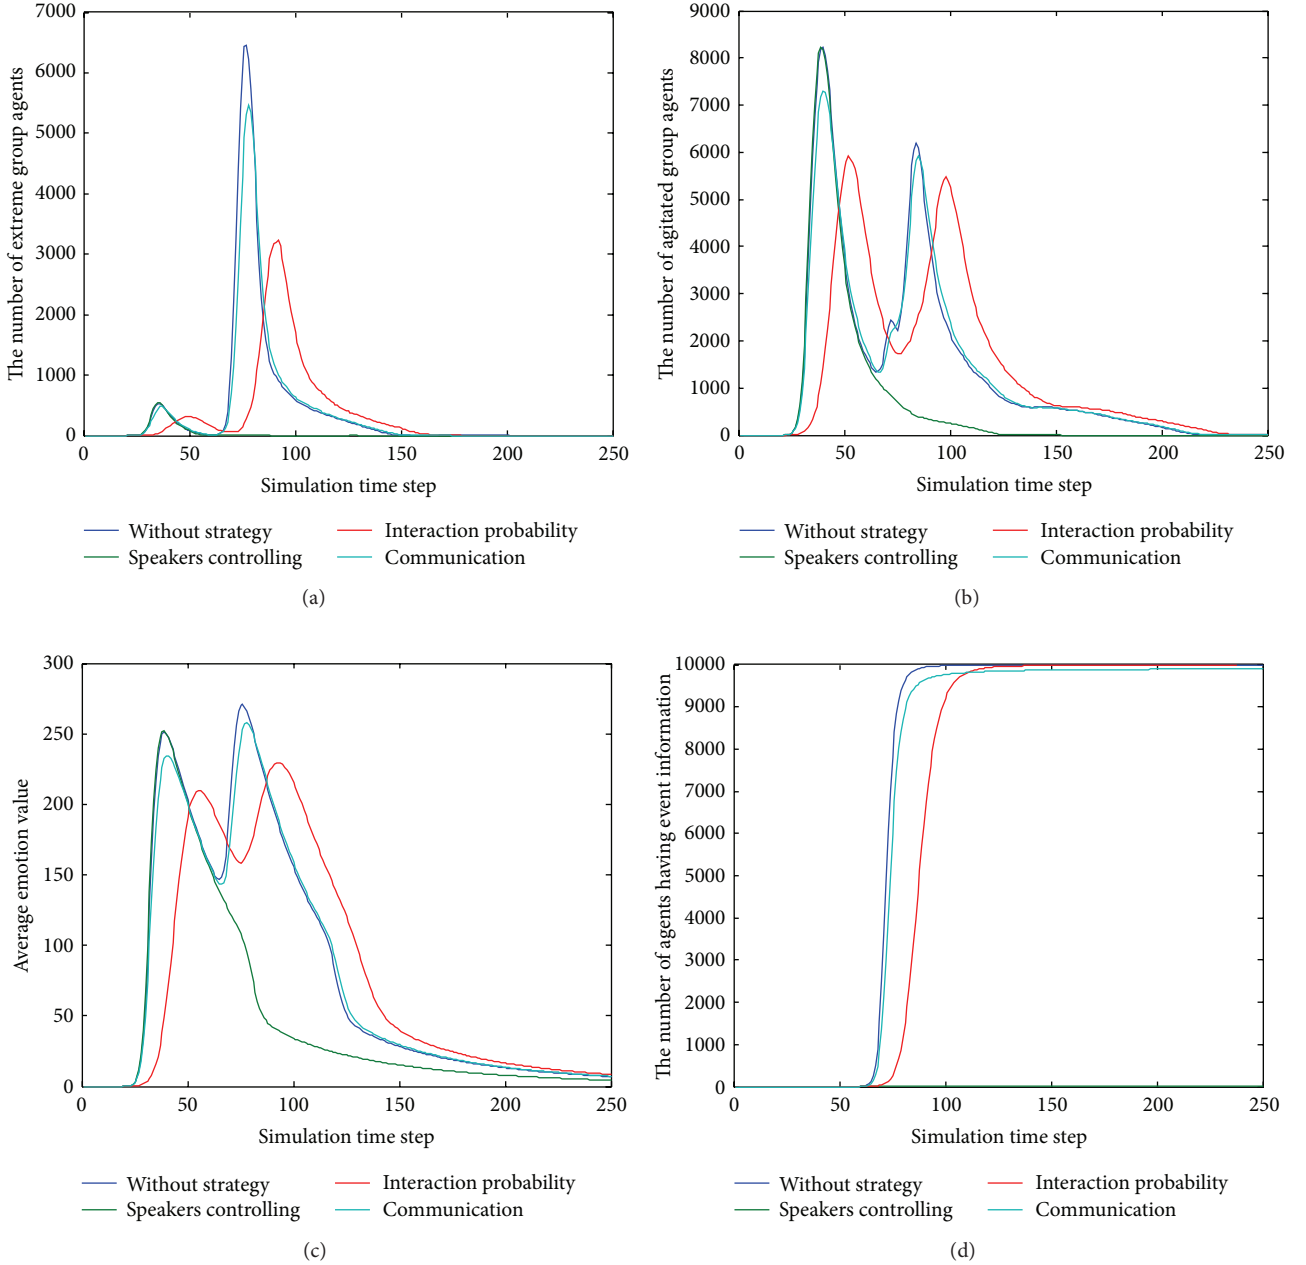 7000
6000
5000
4000
3000
2000
1000
0
The number of extreme group agents
0 50 100 150 200 250
Simulation time step
Without strategy
Interaction probability
Speakers controlling
Communication
(a)
9000
8000
7000
6000
5000
4000
3000
2000
1000
0
The number of agitated group agents
0 50 100 150 200 250
Simulation time step
Without strategy
Interaction probability
Speakers controlling
Communication
(b)
300
250
200
150
100
50
0
Average emotion value
0 50 100 150 200 250
Simulation time step
Without strategy
Interaction probability
Speakers controlling
Communication
(c)
10000
9000
8000
7000
6000
5000
4000
3000
2000
1000
0
The number of agents having event information
0 50 100 150 200 250
Simulation time step
Without strategy
Interaction probability
Speakers controlling
Communication
(d)